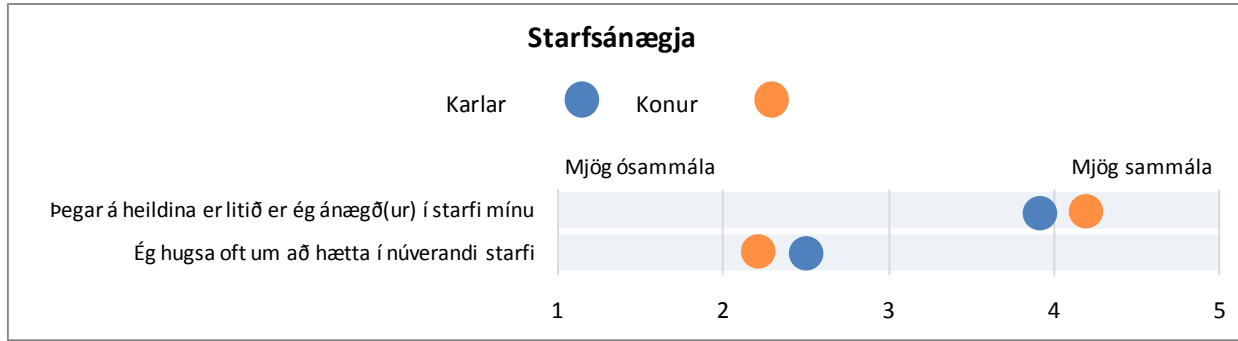 Starfsánægja
Karlar Konur
Mjög ósammála Mjög sammála
Þegar á heildina er litið er ég ánægð(ur) í starfi mínu
Ég hugsa oft um að hætta í núverandi starfi
1 2 3 4 5